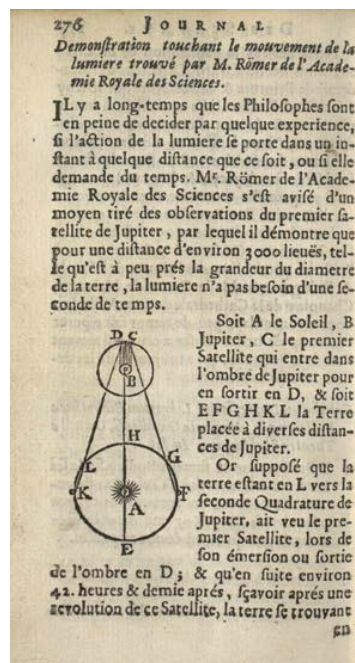 276 JOURNAL
Demonſtration touchant le mouvement de la
lumiere trouvé par M. Römer de l'Acade-
mie Royale des Sciences.
IL y a long-temps que les Philoſophes ſont
en peine de decider par quelque experience,
ſi l'action de la lumiere ſe porte dans un in-
ſtant à quelque diſtance que ce ſoit, ou ſi elle
demande du temps. Mr. Römer de l'Acade-
mie Royale des Sciences s'eſt aviſé d'un
moyen tiré des obſervations du premier ſa-
tellite de Jupiter, par lequel il démontre que
pour une diſtance d'environ 3000 lieuës, tel-
le qu'eſt à peu prés la grandeur du diametre
de la terre, la lumiere n'a pas beſoin d'une ſe-
conde de temps.
Soit A le Soleil, B
Jupiter, C le premier
Satellite qui entre dans
l'ombre de Jupiter pour
en ſortir en D, & ſoit
EFGHKL la Terre
placée à diverſes diſtan-
ces de Jupiter.
Or ſuppoſé que la
terre eſtant en L vers la
ſeconde Quadrature de
Jupiter, ait veu le pre-
mier Satellite, lors de
ſon émerſion ou ſortie
de l'ombre en D; & qu'en ſuite environ
42. heures & demie aprés, ſçavoir aprés une
revolution de ce Satellite, la terre ſe trouvant
en
D C
B
H
L G
K F
A
E